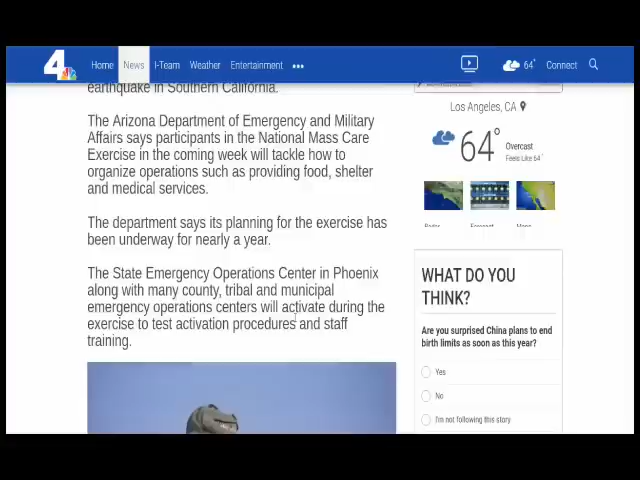 4
Home News I-Team Weather Entertainment ••• 64° Connect
earthquake in Southern California.
The Arizona Department of Emergency and Military
Affairs says participants in the National Mass Care
Exercise in the coming week will tackle how to
organize operations such as providing food, shelter
and medical services.
The department says its planning for the exercise has
been underway for nearly a year.
The State Emergency Operations Center in Phoenix
along with many county, tribal and municipal
emergency operations centers will activate during the
exercise to test activation procedures and staff
training.
Los Angeles, CA
64°
Overcast
Feels Like 64°
Radar Forecast Maps
WHAT DO YOU
THINK?
Are you surprised China plans to end
birth limits as soon as this year?
Yes
No
I'm not following this story